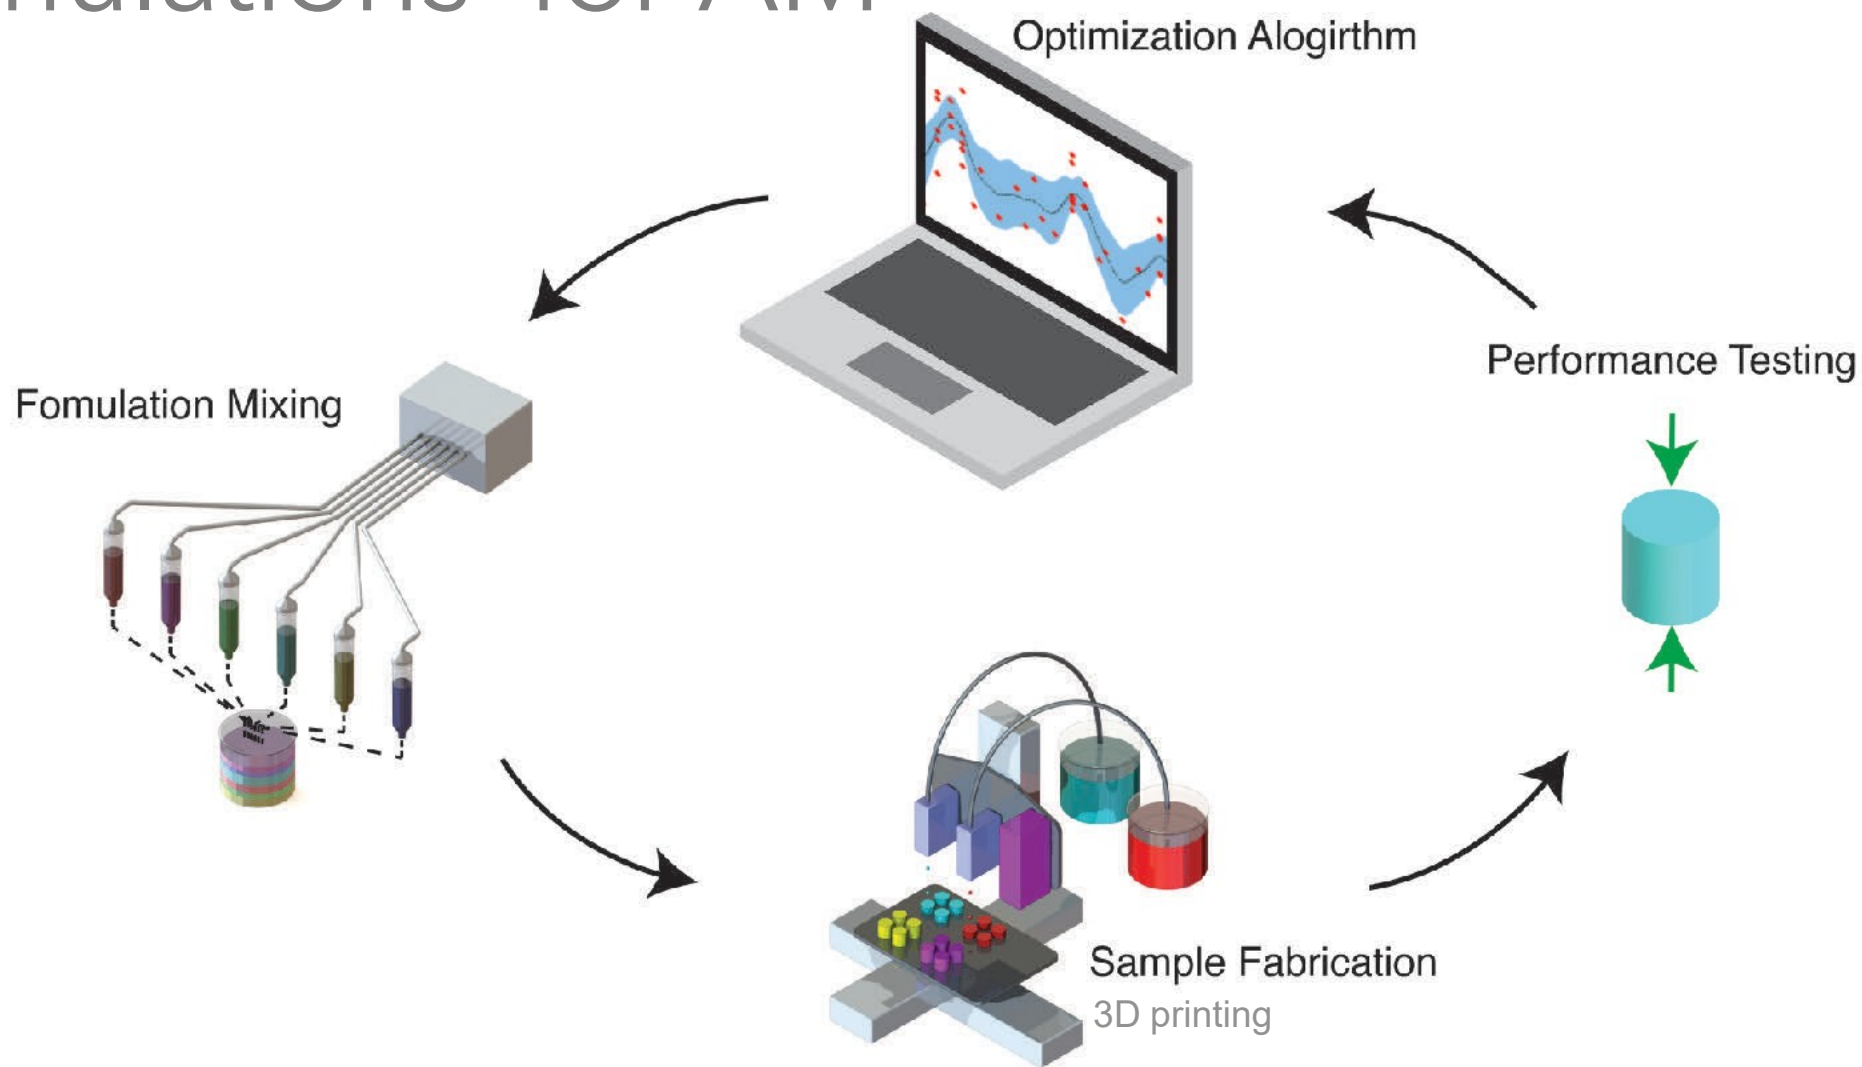 Optimization Alogirthm
Performance Testing
Fomulation Mixing
Sample Fabrication
3D printing